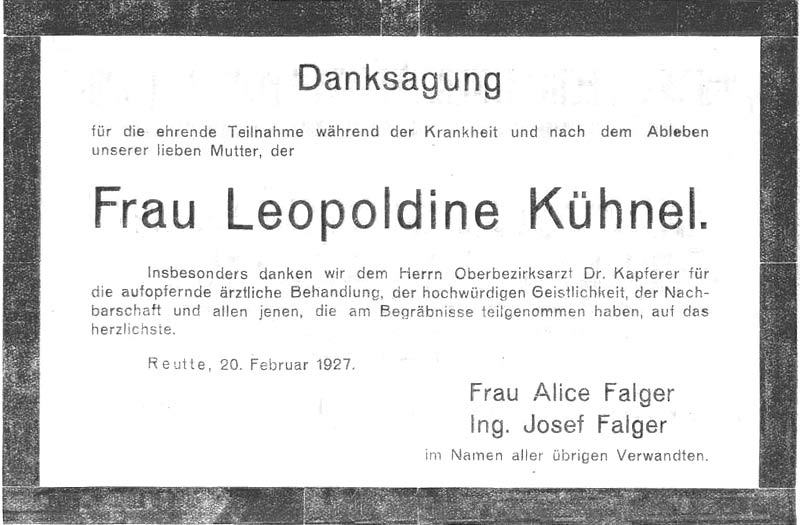 Danksagung
für die ehrende Teilnahme während der Krankheit und nach dem Ableben
unserer lieben Mutter, der
Frau Leopoldine Kühnel.
Insbesonders danken wir dem Herrn Oberbezirksarzt Dr. Kapferer für
die aufopfernde ärztliche Behandlung, der hochwürdigen Geistlichkeit, der Nach-
barschaft und allen jenen, die am Begräbnisse teilgenommen haben, auf das
herzlichste.
Reutte, 20. Februar 1927.
Frau Alice Falger
Ing. Josef Falger
im Namen aller übrigen Verwandten.